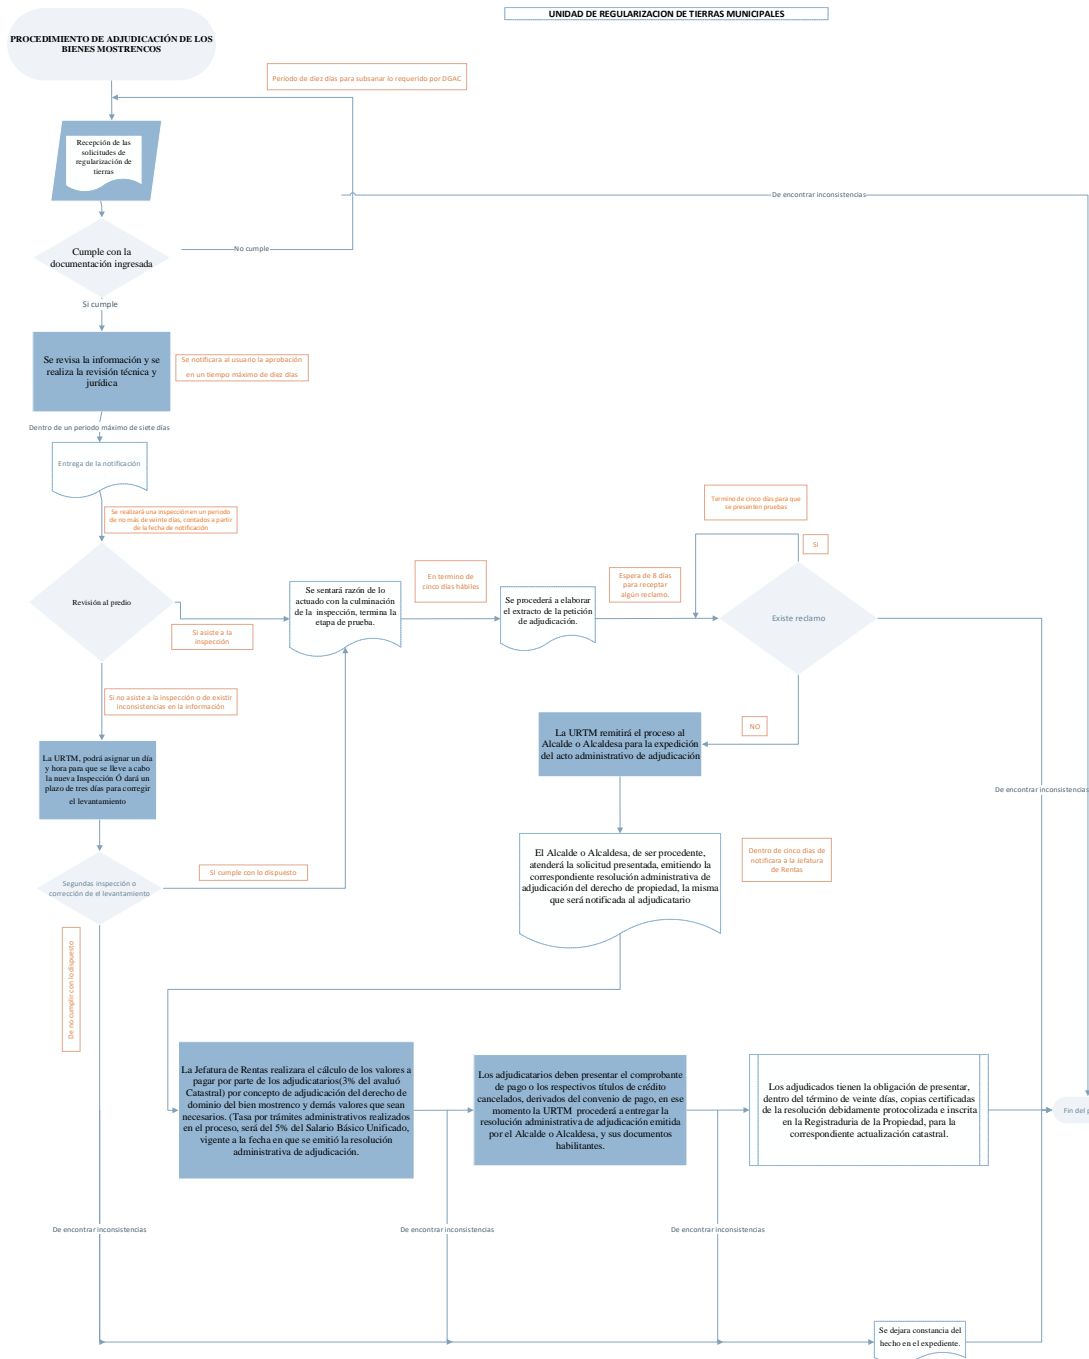 UNIDAD DE REGULARIZACION DE TIERRAS MUNICIPALES
PROCEDIMIENTO DE ADJUDICACIÓN DE LOS
BIENES MOSTRENCOS
Período de diez días para subsanar lo requerido por DGAC
Recepción de las
solicitudes de
regularización de
tierras
De encontrar inconsistencias
No cumple
Cumple con la
documentación ingresada
Si cumple
Se revisa la información y se
realiza la revisión técnica y
jurídica
Se notificara al usuario la aprobación
en un tiempo máximo de diez días
Dentro de un periodo máximo de siete días
Entrega de la notificación
Se realizará una inspección en un periodo
de no más de veinte días, contados a partir
de la fecha de notificación
Termino de cinco días para que
se presenten pruebas
SI
Revisión al predio
Si asiste a la
inspección
Se sentará razón de lo
actuado con la culminación
de la inspección, termina la
etapa de prueba.
En termino de
cinco días hábiles
Se procederá a elaborar
el extracto de la petición
de adjudicación.
Espera de 8 días
para receptar
algún reclamo.
Existe reclamo
Si no asiste a la inspección o de existir
inconsistencias en la información
NO
La URTM remitirá el proceso al
Alcalde o Alcaldesa para la expedición
del acto administrativo de adjudicación
La URTM, podrá asignar un día
y hora para que se lleve a cabo
la nueva Inspección Ó dará un
plazo de tres días para corregir
el levantamiento
De encontrar inconsistencias
El Alcalde o Alcaldesa, de ser procedente,
atenderá la solicitud presentada, emitiendo la
correspondiente resolución administrativa de
adjudicación del derecho de propiedad, la misma
que será notificada al adjudicatario
Dentro de cinco días de
notificara a la Jefatura
de Rentas
Segundas inspección o
corrección de el levantamiento
Si cumple con lo dispuesto
De no cumplir con lo dispuesto
La Jefatura de Rentas realizara el cálculo de los valores a
pagar por parte de los adjudicatarios(3% del avaluó
Catastral) por concepto de adjudicación del derecho de
dominio del bien mostrenco y demás valores que sean
necesarios. (Tasa por trámites administrativos realizados
en el proceso, será del 5% del Salario Básico Unificado,
vigente a la fecha en que se emitió la resolución
administrativa de adjudicación.
Los adjudicatarios deben presentar el comprobante
de pago o los respectivos títulos de crédito
cancelados, derivados del convenio de pago, en ese
momento la URTM procederá a entregar la
resolución administrativa de adjudicación emitida
por el Alcalde o Alcaldesa, y sus documentos
habilitantes.
Los adjudicados tienen la obligación de presentar,
dentro del término de veinte días, copias certificadas
de la resolución debidamente protocolizada e inscrita
en la Registraduria de la Propiedad, para la
correspondiente actualización catastral.
Fin del p
De encontrar inconsistencias
De encontrar inconsistencias
De encontrar inconsistencias
Se dejara constancia del
hecho en el expediente.